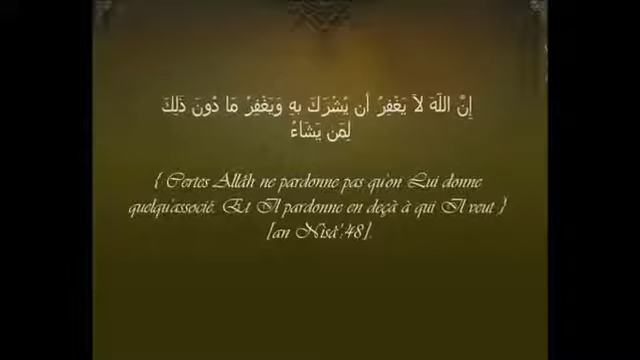 إِنَّ اللّهَ لاَ يَغْفِرُ أَن يُشْرَكَ بِهِ وَيَغْفِرُ مَا دُونَ ذَلِكَ
لِمَن يَشَاءُ
{ Certes Allâh ne pardonne pas qu'on Lui donne
quelqu'associé. Et Il pardonne en deçà à qui Il veut }
[an Nisâ':48].